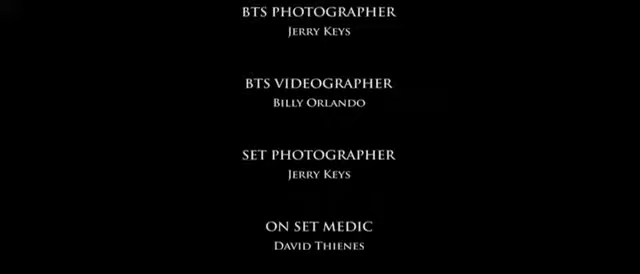 BTS PHOTOGRAPHER
JERRY KEYS
BTS VIDEOGRAPHER
BILLY ORLANDO
SET PHOTOGRAPHER
JERRY KEYS
ON SET MEDIC
DAVID THIENES